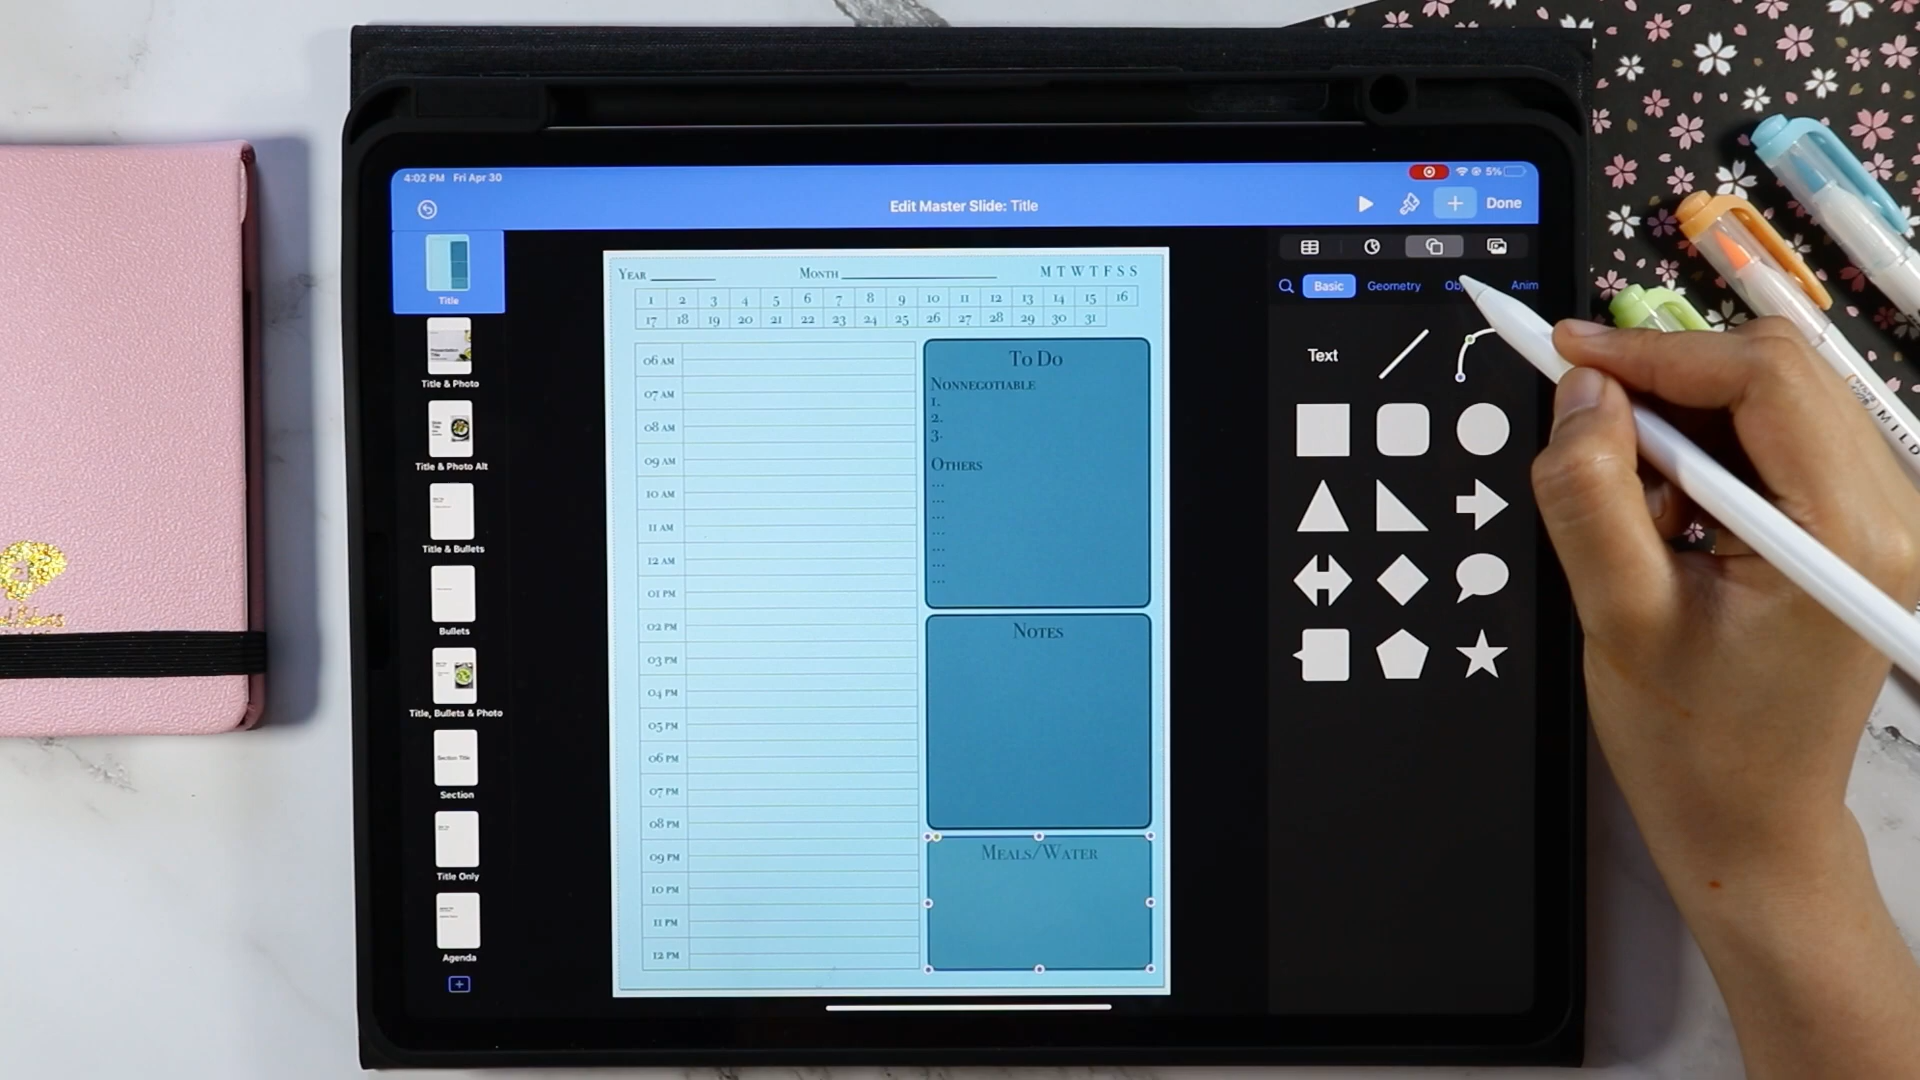 4:02 PM Fri Apr 30
5%
Edit Master Slide: Title
Done
Title
Title & Photo
Title & Photo Alt
Title & Bullets
Bullets
Title, Bullets & Photo
Section Title
Section
Title Only
Agenda
Year
Month
M T W T F S S
1 2 3 4 5 6 7 8 9 10 11 12 13 14 15 16
17 18 19 20 21 22 23 24 25 26 27 28 29 30 31
06 AM
07 AM
08 AM
09 AM
10 AM
11 AM
12 AM
01 PM
02 PM
03 PM
04 PM
05 PM
06 PM
07 PM
08 PM
09 PM
10 PM
11 PM
12 PM
To Do
Nonnegotiable
1.
2.
3.
Others
...
...
...
...
...
...
...
Notes
Meals/Water
Basic
Geometry
Anim
Text
MILD